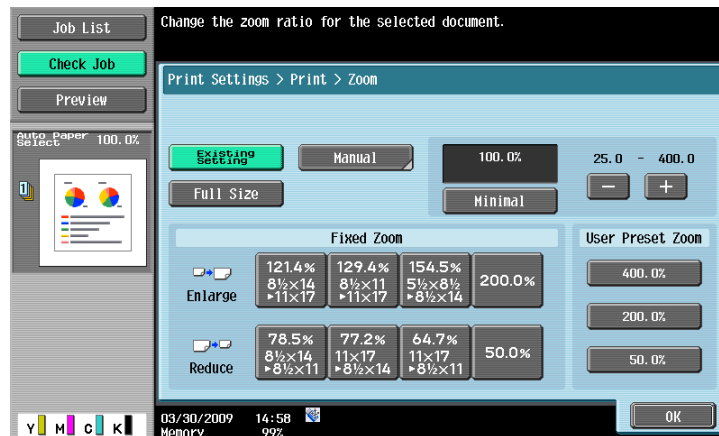 Job List
Check Job
Preview
Auto Paper Select 100.0%
Change the zoom ratio for the selected document.
Print Settings > Print > Zoom
Existing Setting
Manual
100.0%
25.0 - 400.0
Full Size
Minimal
− +
Fixed Zoom
User Preset Zoom
Enlarge
121.4%
8½×14
▸11×17
129.4%
8½×11
▸11×17
154.5%
5½×8½
▸8½×14
200.0%
Reduce
78.5%
8½×14
▸8½×11
77.2%
11×17
▸8½×14
64.7%
11×17
▸8½×11
50.0%
400.0%
200.0%
50.0%
Y M C K
03/30/2009 14:58
Memory 99%
OK